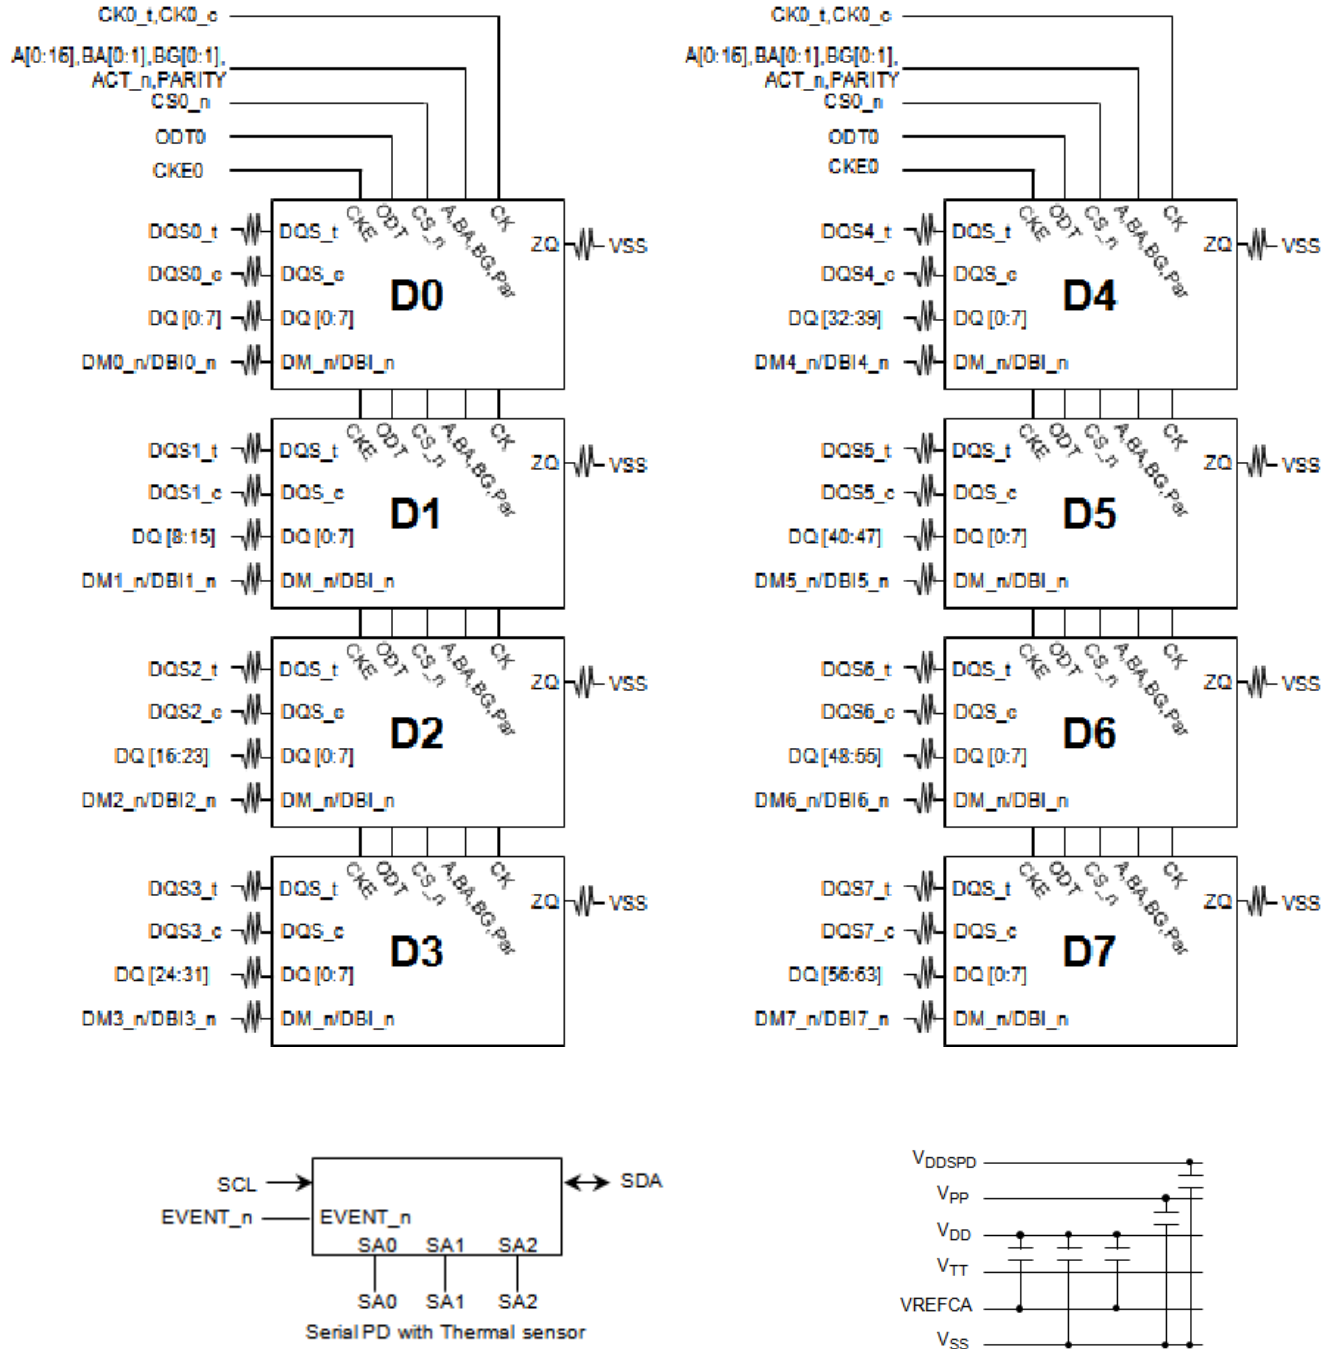 CK0_t,CK0_c
A[0:16],BA[0:1],BG[0:1],
ACT_n,PARITY
CS0_n
ODT0
CKE0
CKE ODT CS_n A,BA,BG,Par CK
DQS0_t DQS_t ZQ VSS
DQS0_c DQS_c
D0
DQ [0:7] DQ [0:7]
DM0_n/DBI0_n DM_n/DBI_n
CKE ODT CS_n A,BA,BG,Par CK
DQS1_t DQS_t ZQ VSS
DQS1_c DQS_c
D1
DQ [8:15] DQ [0:7]
DM1_n/DBI1_n DM_n/DBI_n
CKE ODT CS_n A,BA,BG,Par CK
DQS2_t DQS_t ZQ VSS
DQS2_c DQS_c
D2
DQ [16:23] DQ [0:7]
DM2_n/DBI2_n DM_n/DBI_n
CKE ODT CS_n A,BA,BG,Par CK
DQS3_t DQS_t ZQ VSS
DQS3_c DQS_c
D3
DQ [24:31] DQ [0:7]
DM3_n/DBI3_n DM_n/DBI_n
CK0_t,CK0_c
A[0:16],BA[0:1],BG[0:1],
ACT_n,PARITY
CS0_n
ODT0
CKE0
CKE ODT CS_n A,BA,BG,Par CK
DQS4_t DQS_t ZQ VSS
DQS4_c DQS_c
D4
DQ [32:39] DQ [0:7]
DM4_n/DBI4_n DM_n/DBI_n
CKE ODT CS_n A,BA,BG,Par CK
DQS5_t DQS_t ZQ VSS
DQS5_c DQS_c
D5
DQ [40:47] DQ [0:7]
DM5_n/DBI5_n DM_n/DBI_n
CKE ODT CS_n A,BA,BG,Par CK
DQS6_t DQS_t ZQ VSS
DQS6_c DQS_c
D6
DQ [48:55] DQ [0:7]
DM6_n/DBI6_n DM_n/DBI_n
CKE ODT CS_n A,BA,BG,Par CK
DQS7_t DQS_t ZQ VSS
DQS7_c DQS_c
D7
DQ [56:63] DQ [0:7]
DM7_n/DBI7_n DM_n/DBI_n
SCL SDA
EVENT_n EVENT_n
SA0 SA1 SA2
SA0 SA1 SA2
Serial PD with Thermal sensor
VDDSPD
VPP
VDD
VTT
VREFCA
VSS